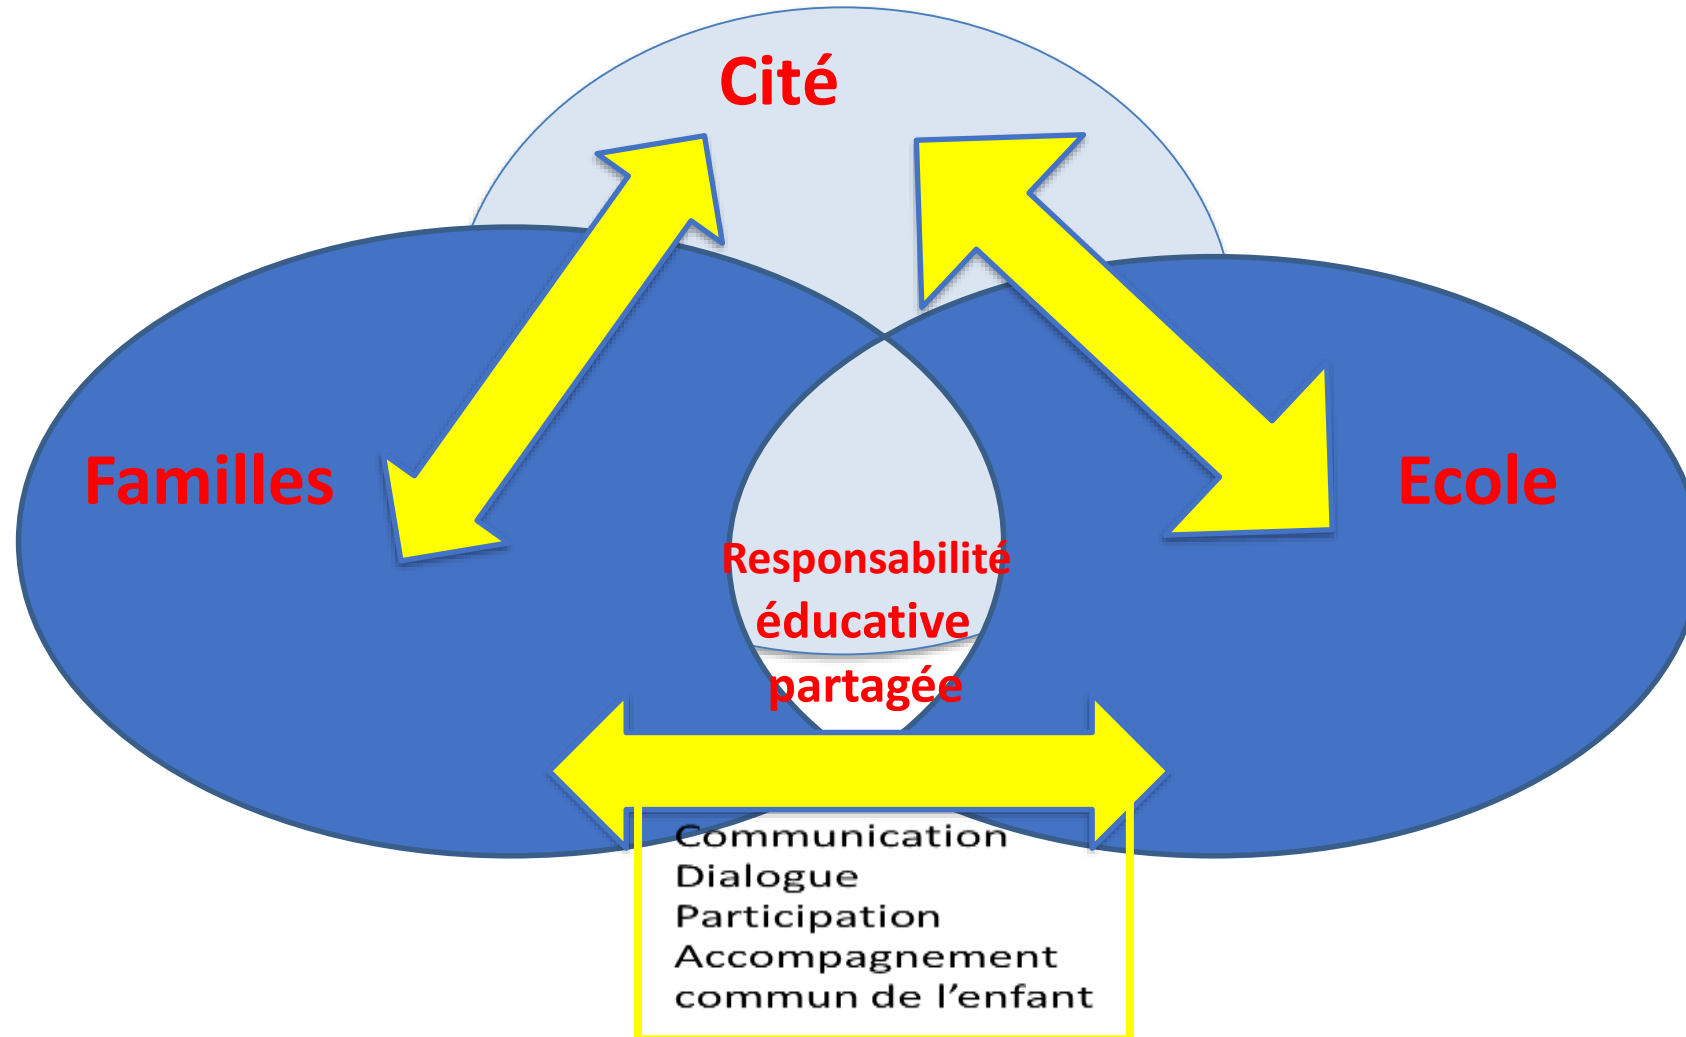 Cité
Familles
Ecole
Responsabilité
éducative
partagée
Communication
Dialogue
Participation
Accompagnement
commun de l'enfant